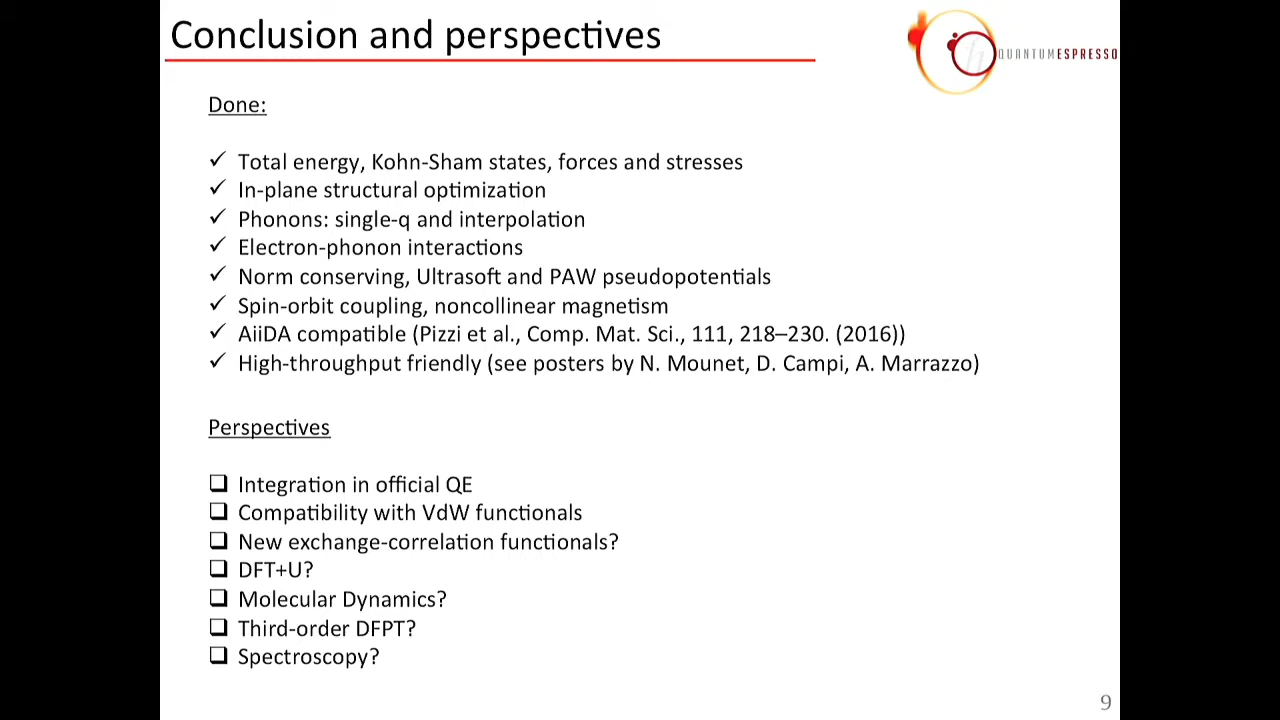 Conclusion and perspectives
QUANTUMESPRESSO
Done:
✓ Total energy, Kohn-Sham states, forces and stresses
✓ In-plane structural optimization
✓ Phonons: single-q and interpolation
✓ Electron-phonon interactions
✓ Norm conserving, Ultrasoft and PAW pseudopotentials
✓ Spin-orbit coupling, noncollinear magnetism
✓ AiiDA compatible (Pizzi et al., Comp. Mat. Sci., 111, 218–230. (2016))
✓ High-throughput friendly (see posters by N. Mounet, D. Campi, A. Marrazzo)
Perspectives
❑ Integration in official QE
❑ Compatibility with VdW functionals
❑ New exchange-correlation functionals?
❑ DFT+U?
❑ Molecular Dynamics?
❑ Third-order DFPT?
❑ Spectroscopy?
9